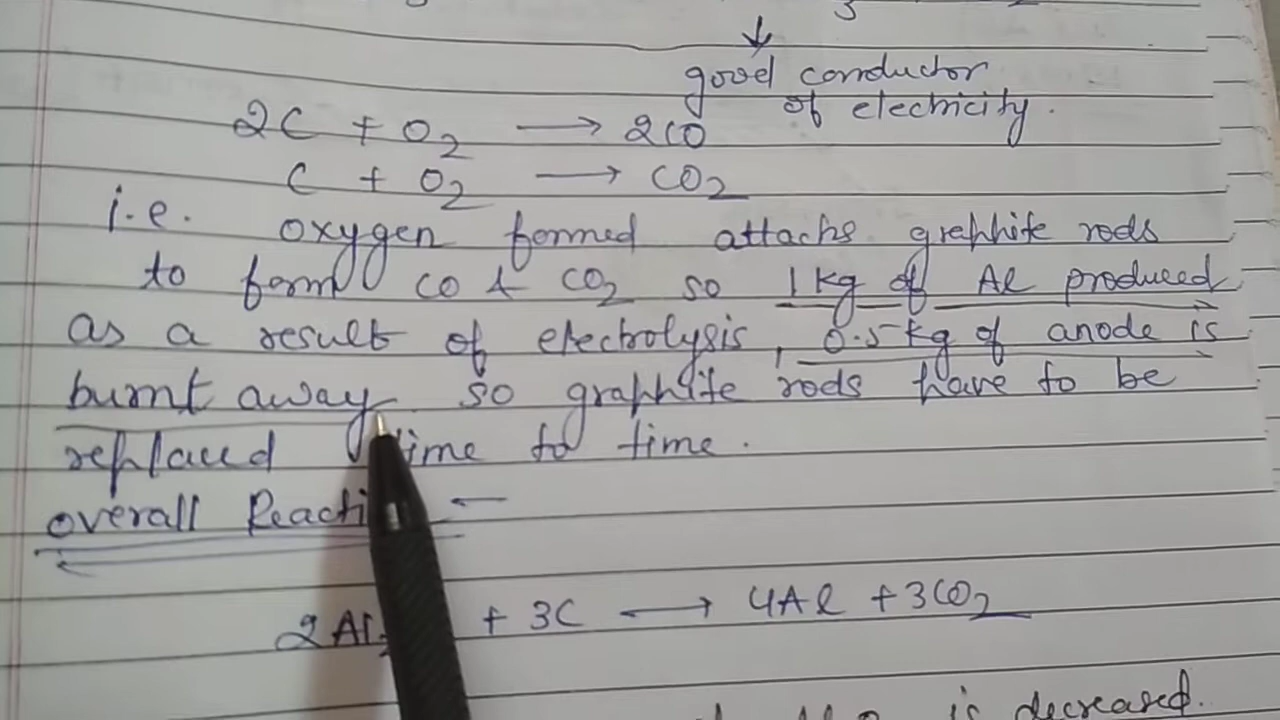 good conductor
of electricity.
2C + O2 → 2CO
C + O2 → CO2
i.e. oxygen formed attacks graphite rods
to form CO & CO2 so 1 kg of Al produced
as a result of electrolysis, 0.5 kg of anode is
burnt away so graphite rods have to be
replaced time to time.
overall Reacti
2Al + 3C → 4Al + 3CO2
is decreased.